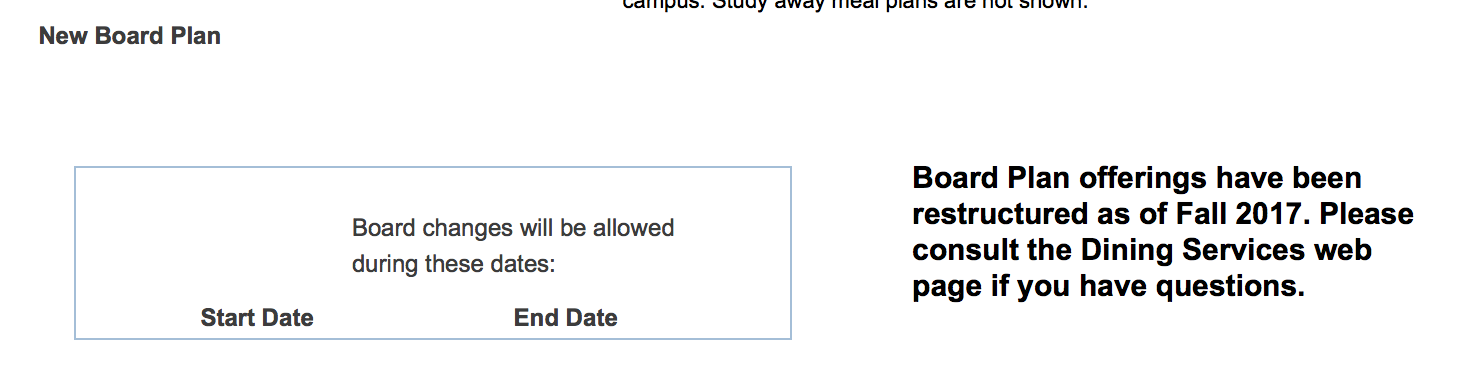 campus. Study away meal plans are not shown.
New Board Plan
Board changes will be allowed
during these dates:
Start Date End Date
Board Plan offerings have been
restructured as of Fall 2017. Please
consult the Dining Services web
page if you have questions.